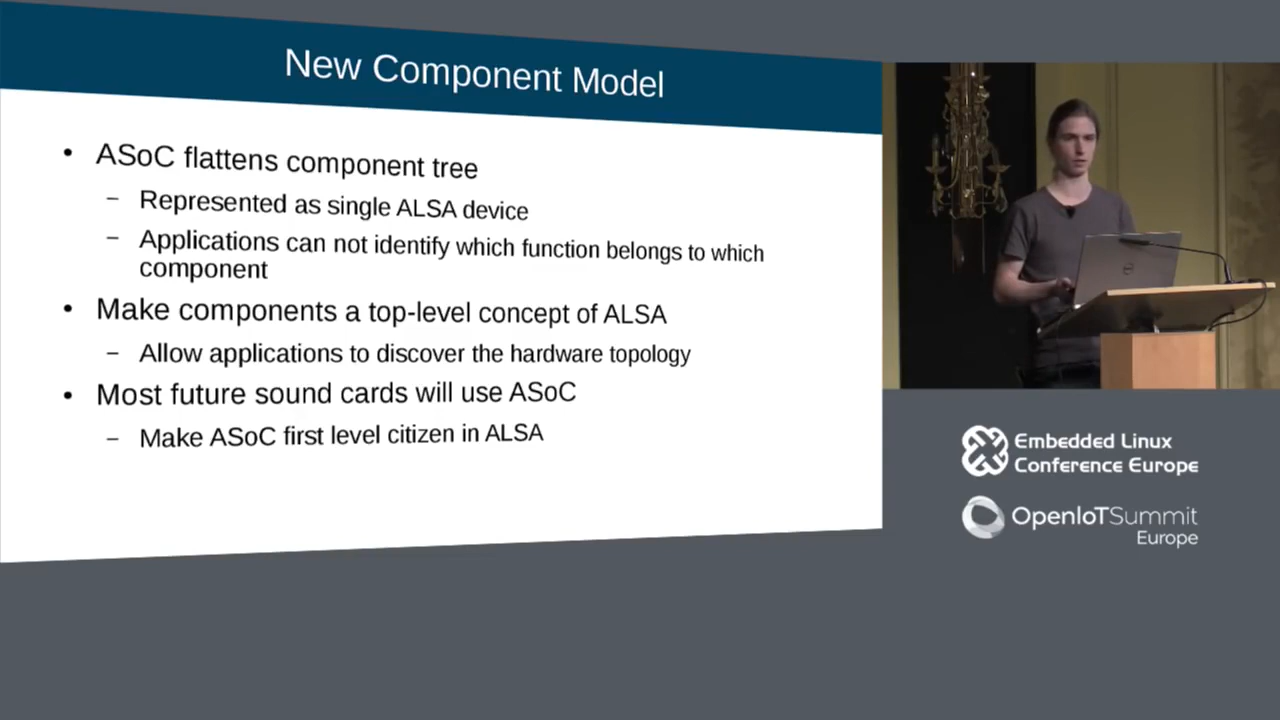 New Component Model
• ASoC flattens component tree
– Represented as single ALSA device
– Applications can not identify which function belongs to which
component
• Make components a top-level concept of ALSA
– Allow applications to discover the hardware topology
• Most future sound cards will use ASoC
– Make ASoC first level citizen in ALSA
Embedded Linux
Conference Europe
OpenIoTSummit
Europe